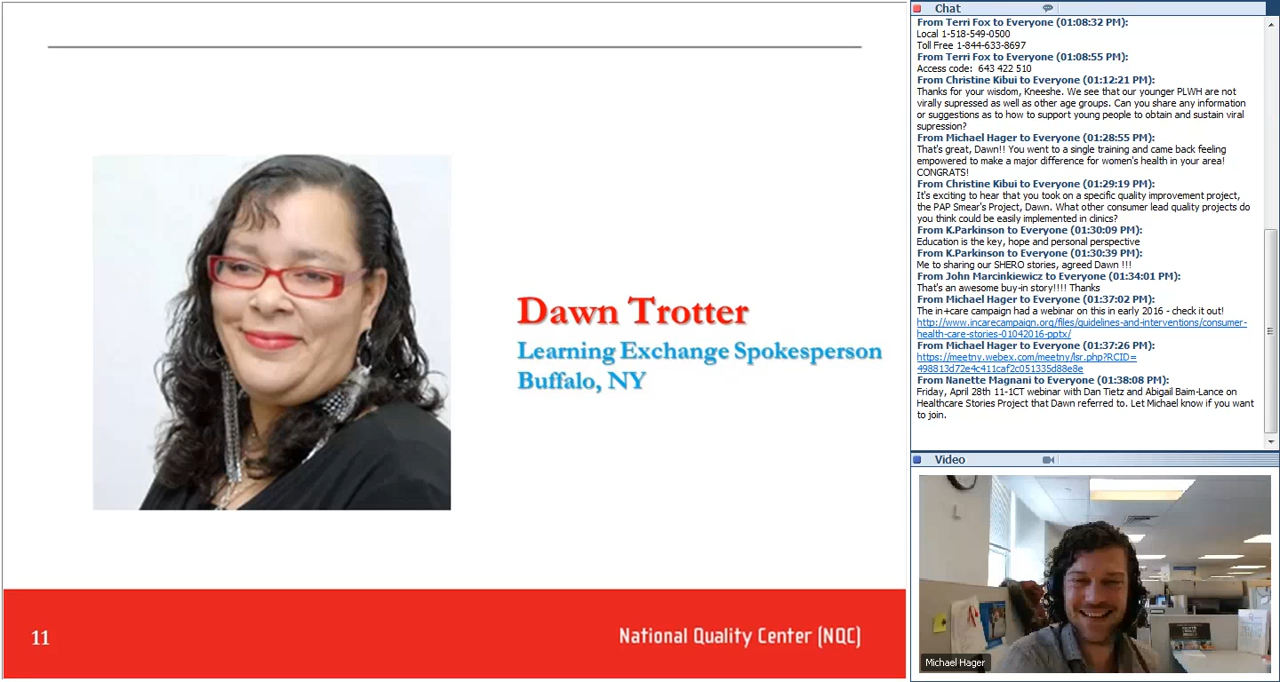 Dawn Trotter
Learning Exchange Spokesperson
Buffalo, NY
11
National Quality Center (NQC)
Chat
From Terri Fox to Everyone (01:08:32 PM):
Local 1-518-549-0500
Toll Free 1-844-633-8697
From Terri Fox to Everyone (01:08:55 PM):
Access code:  643 422 510
From Christine Kibui to Everyone (01:12:21 PM):
Thanks for your wisdom, Kneeshe. We see that our younger PLWH are not
virally supressed as well as other age groups. Can you share any information
or suggestions as to how to support young people to obtain and sustain viral
supression?
From Michael Hager to Everyone (01:28:55 PM):
That's great, Dawn!! You went to a single training and came back feeling
empowered to make a major difference for women's health in your area!
CONGRATS!
From Christine Kibui to Everyone (01:29:19 PM):
It's exciting to hear that you took on a specific quality improvement project,
the PAP Smear's Project, Dawn. What other consumer lead quality projects do
you think could be easily implemented in clinics?
From K.Parkinson to Everyone (01:30:09 PM):
Education is the key, hope and personal perspective
From K.Parkinson to Everyone (01:30:39 PM):
Me to sharing our SHERO stories, agreed Dawn !!!
From John Marcinkiewicz to Everyone (01:34:01 PM):
That's an awesome buy-in story!!!! Thanks
From Michael Hager to Everyone (01:37:02 PM):
The in+care campaign had a webinar on this in early 2016 - check it out!
http://www.incarecampaign.org/files/guidelines-and-interventions/consumer-
health-care-stories-01042016-pptx/
From Michael Hager to Everyone (01:37:26 PM):
https://meetny.webex.com/meetny/lsr.php?RCID=
498813d72e4c411caf2c051335d88e8e
From Nanette Magnani to Everyone (01:38:08 PM):
Friday, April 28th 11-1CT webinar with Dan Tietz and Abigail Baim-Lance on
Healthcare Stories Project that Dawn referred to. Let Michael know if you want
to join.
Video
Michael Hager